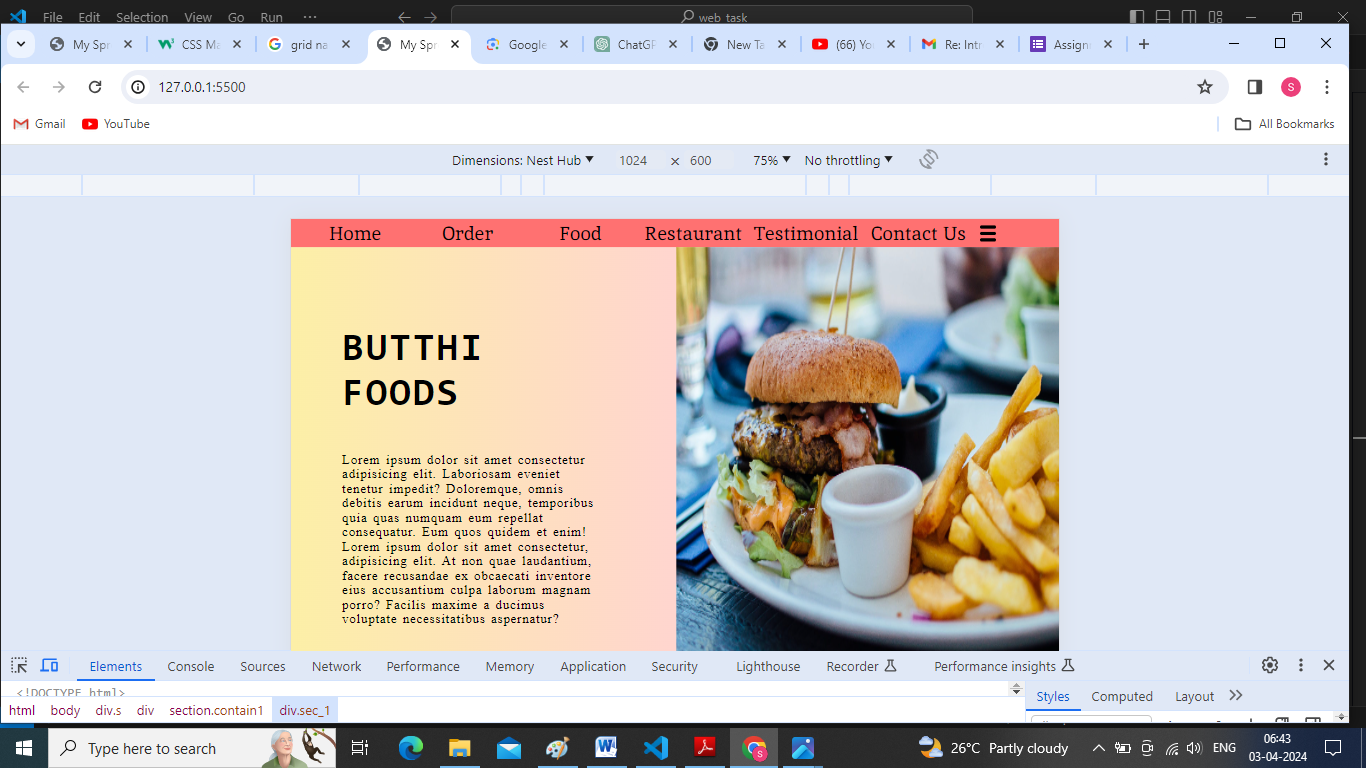 File Edit Selection View Go Run ··· web task
My Spr CSS Ma grid na My Spr Google ChatGP New Ta (66) Yo Re: Intr Assign
127.0.0.1:5500 S
Gmail YouTube All Bookmarks
Dimensions: Nest Hub 1024 × 600 75% No throttling
Home Order Food Restaurant Testimonial Contact Us
BUTTHI
FOODS
Lorem ipsum dolor sit amet consectetur
adipisicing elit. Laboriosam eveniet
tenetur impedit? Doloremque, omnis
debitis earum incidunt neque, temporibus
quia quas numquam eum repellat
consequatur. Eum quos quidem et enim!
Lorem ipsum dolor sit amet consectetur,
adipisicing elit. At non quae laudantium,
facere recusandae ex obcaecati inventore
eius accusantium culpa laborum magnam
porro? Facilis maxime a ducimus
voluptate necessitatibus aspernatur?
Elements Console Sources Network Performance Memory Application Security Lighthouse Recorder Performance insights
<!DOCTYPE html>
html body div.s div section.contain1 div.sec_1
Styles Computed Layout
Type here to search
26°C Partly cloudy ENG 06:43
03-04-2024